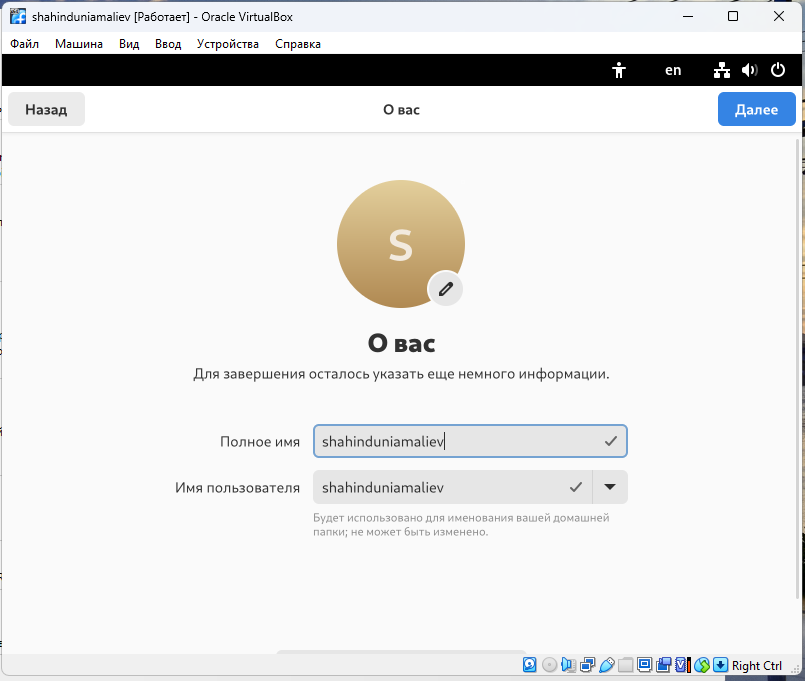 shahinduniamaliev [Работает] - Oracle VirtualBox
Файл Машина Вид Ввод Устройства Справка
en
Назад О вас Далее
S
О вас
Для завершения осталось указать еще немного информации.
Полное имя shahinduniamaliev
Имя пользователя shahinduniamaliev
Будет использовано для именования вашей домашней
папки; не может быть изменено.
Right Ctrl